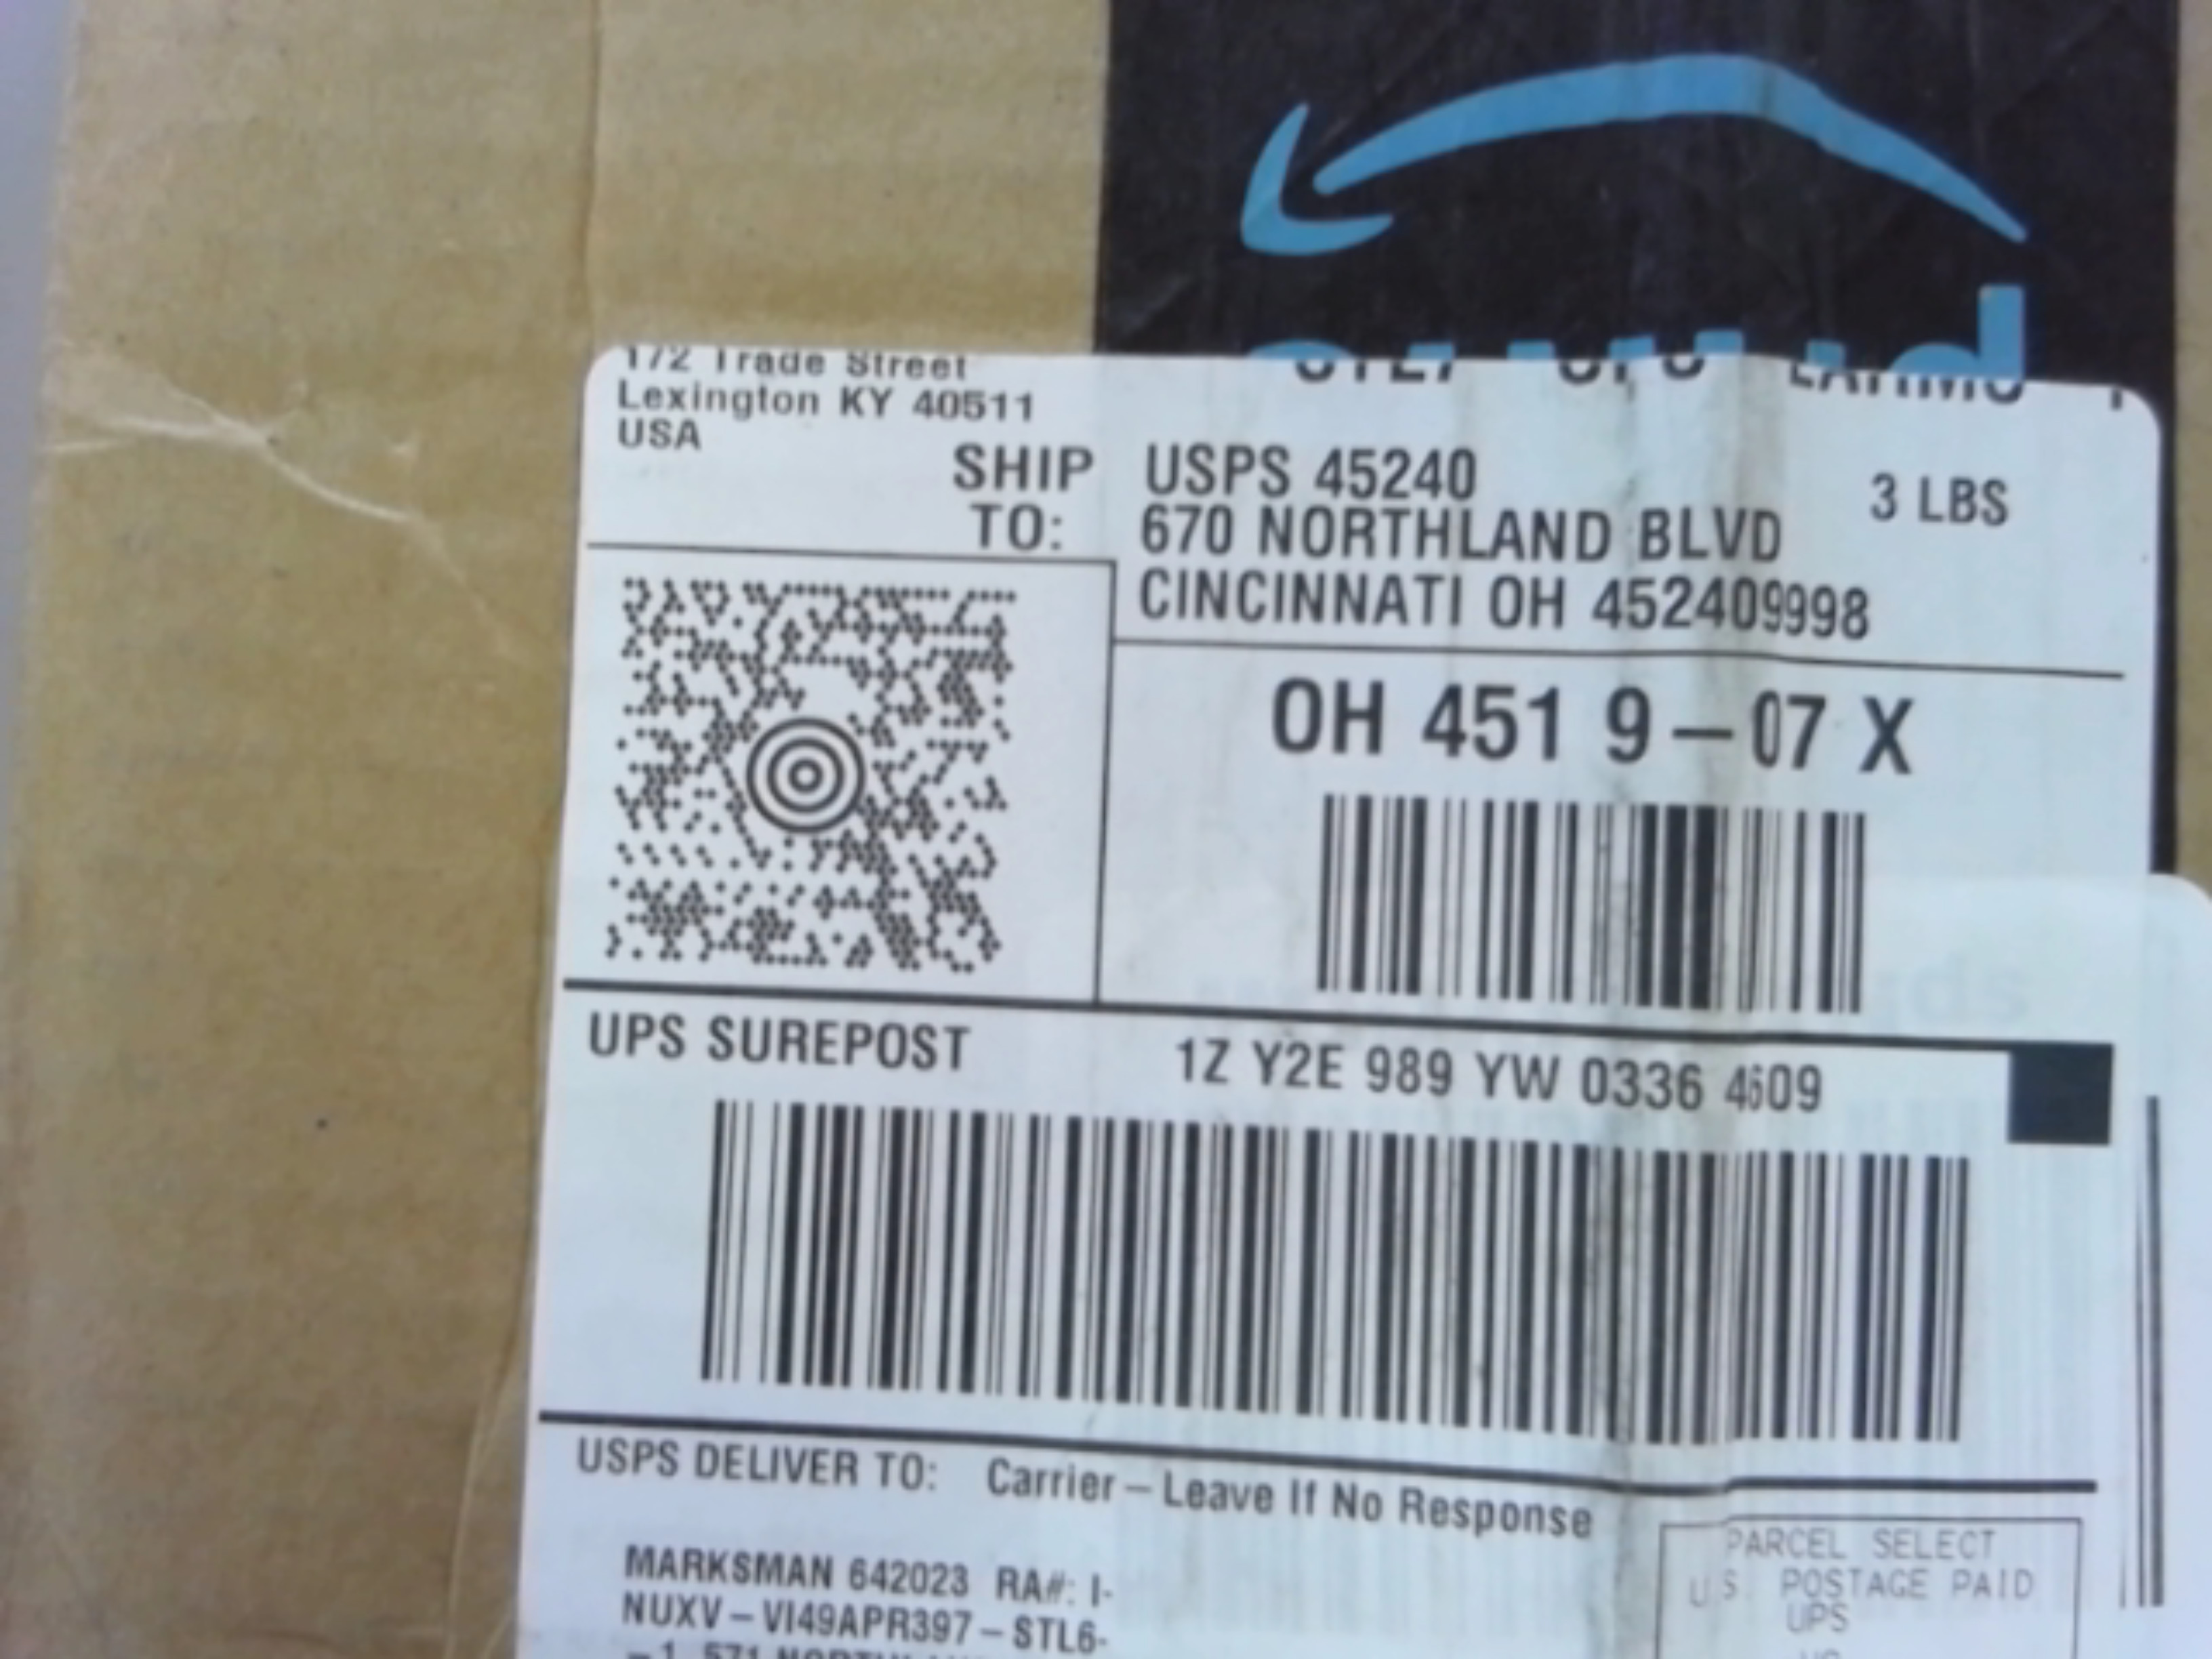 172 Trade Street
Lexington KY 40511
USA
SHIP TO:
USPS 45240
670 NORTHLAND BLVD
CINCINNATI OH 452409998
3 LBS
OH 451 9-07 X
UPS SUREPOST
1Z Y2E 989 YW 0336 4609
USPS DELIVER TO: Carrier - Leave If No Response
MARKSMAN 642023 RA#: I-
NUXV-VI49APR397-STL6-
PARCEL SELECT
U.S. POSTAGE PAID
UPS